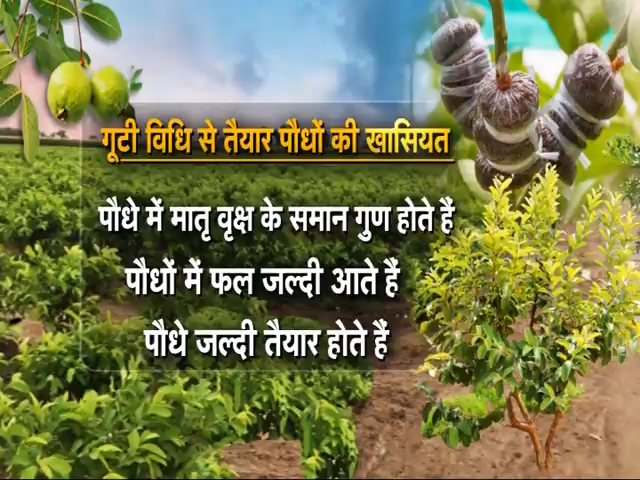 गूटी विधि से तैयार पौधों की खासियत
पौधे में मातृ वृक्ष के समान गुण होते हैं
पौधों में फल जल्दी आते हैं
पौधे जल्दी तैयार होते हैं